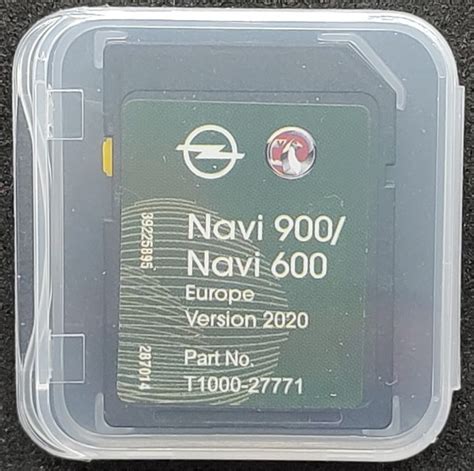 Navi 900/
Navi 600
Europe
Version 2020
Part No.
T1000-27771
39225895
287014